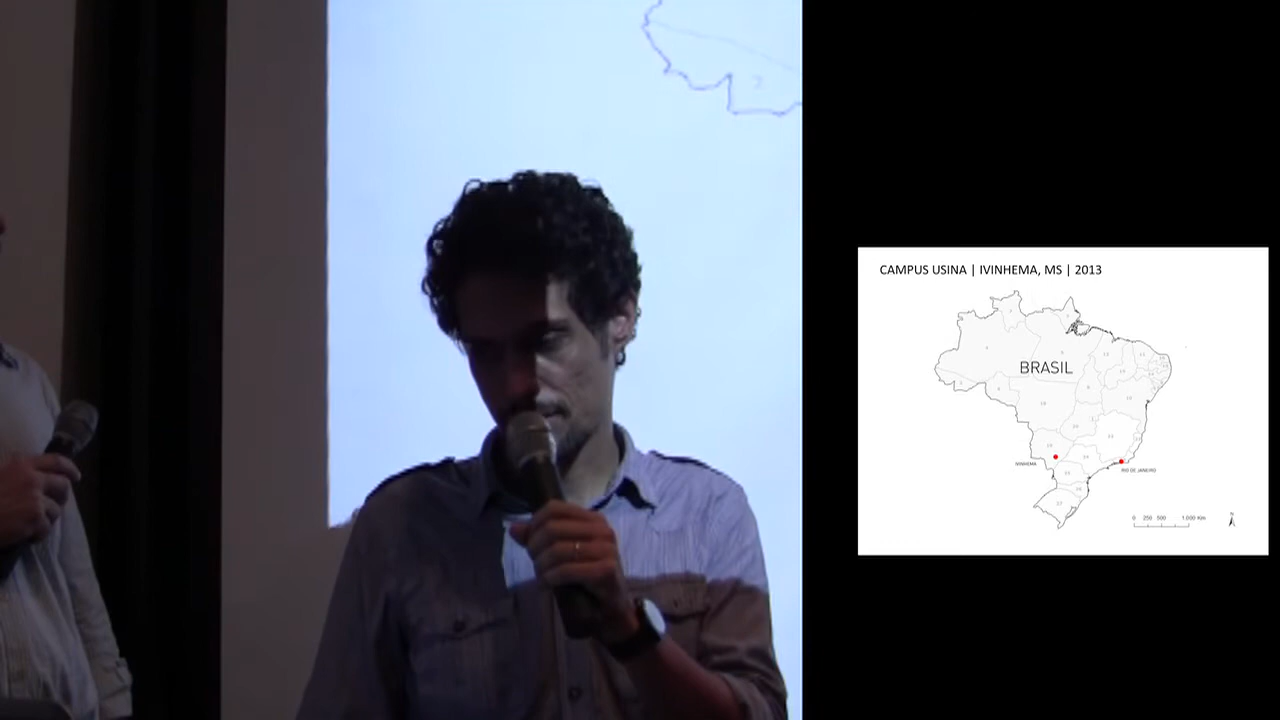 CAMPUS USINA | IVINHEMA, MS | 2013
BRASIL
IVINHEMA
RIO DE JANEIRO
0 250 500 1.000 Km
N